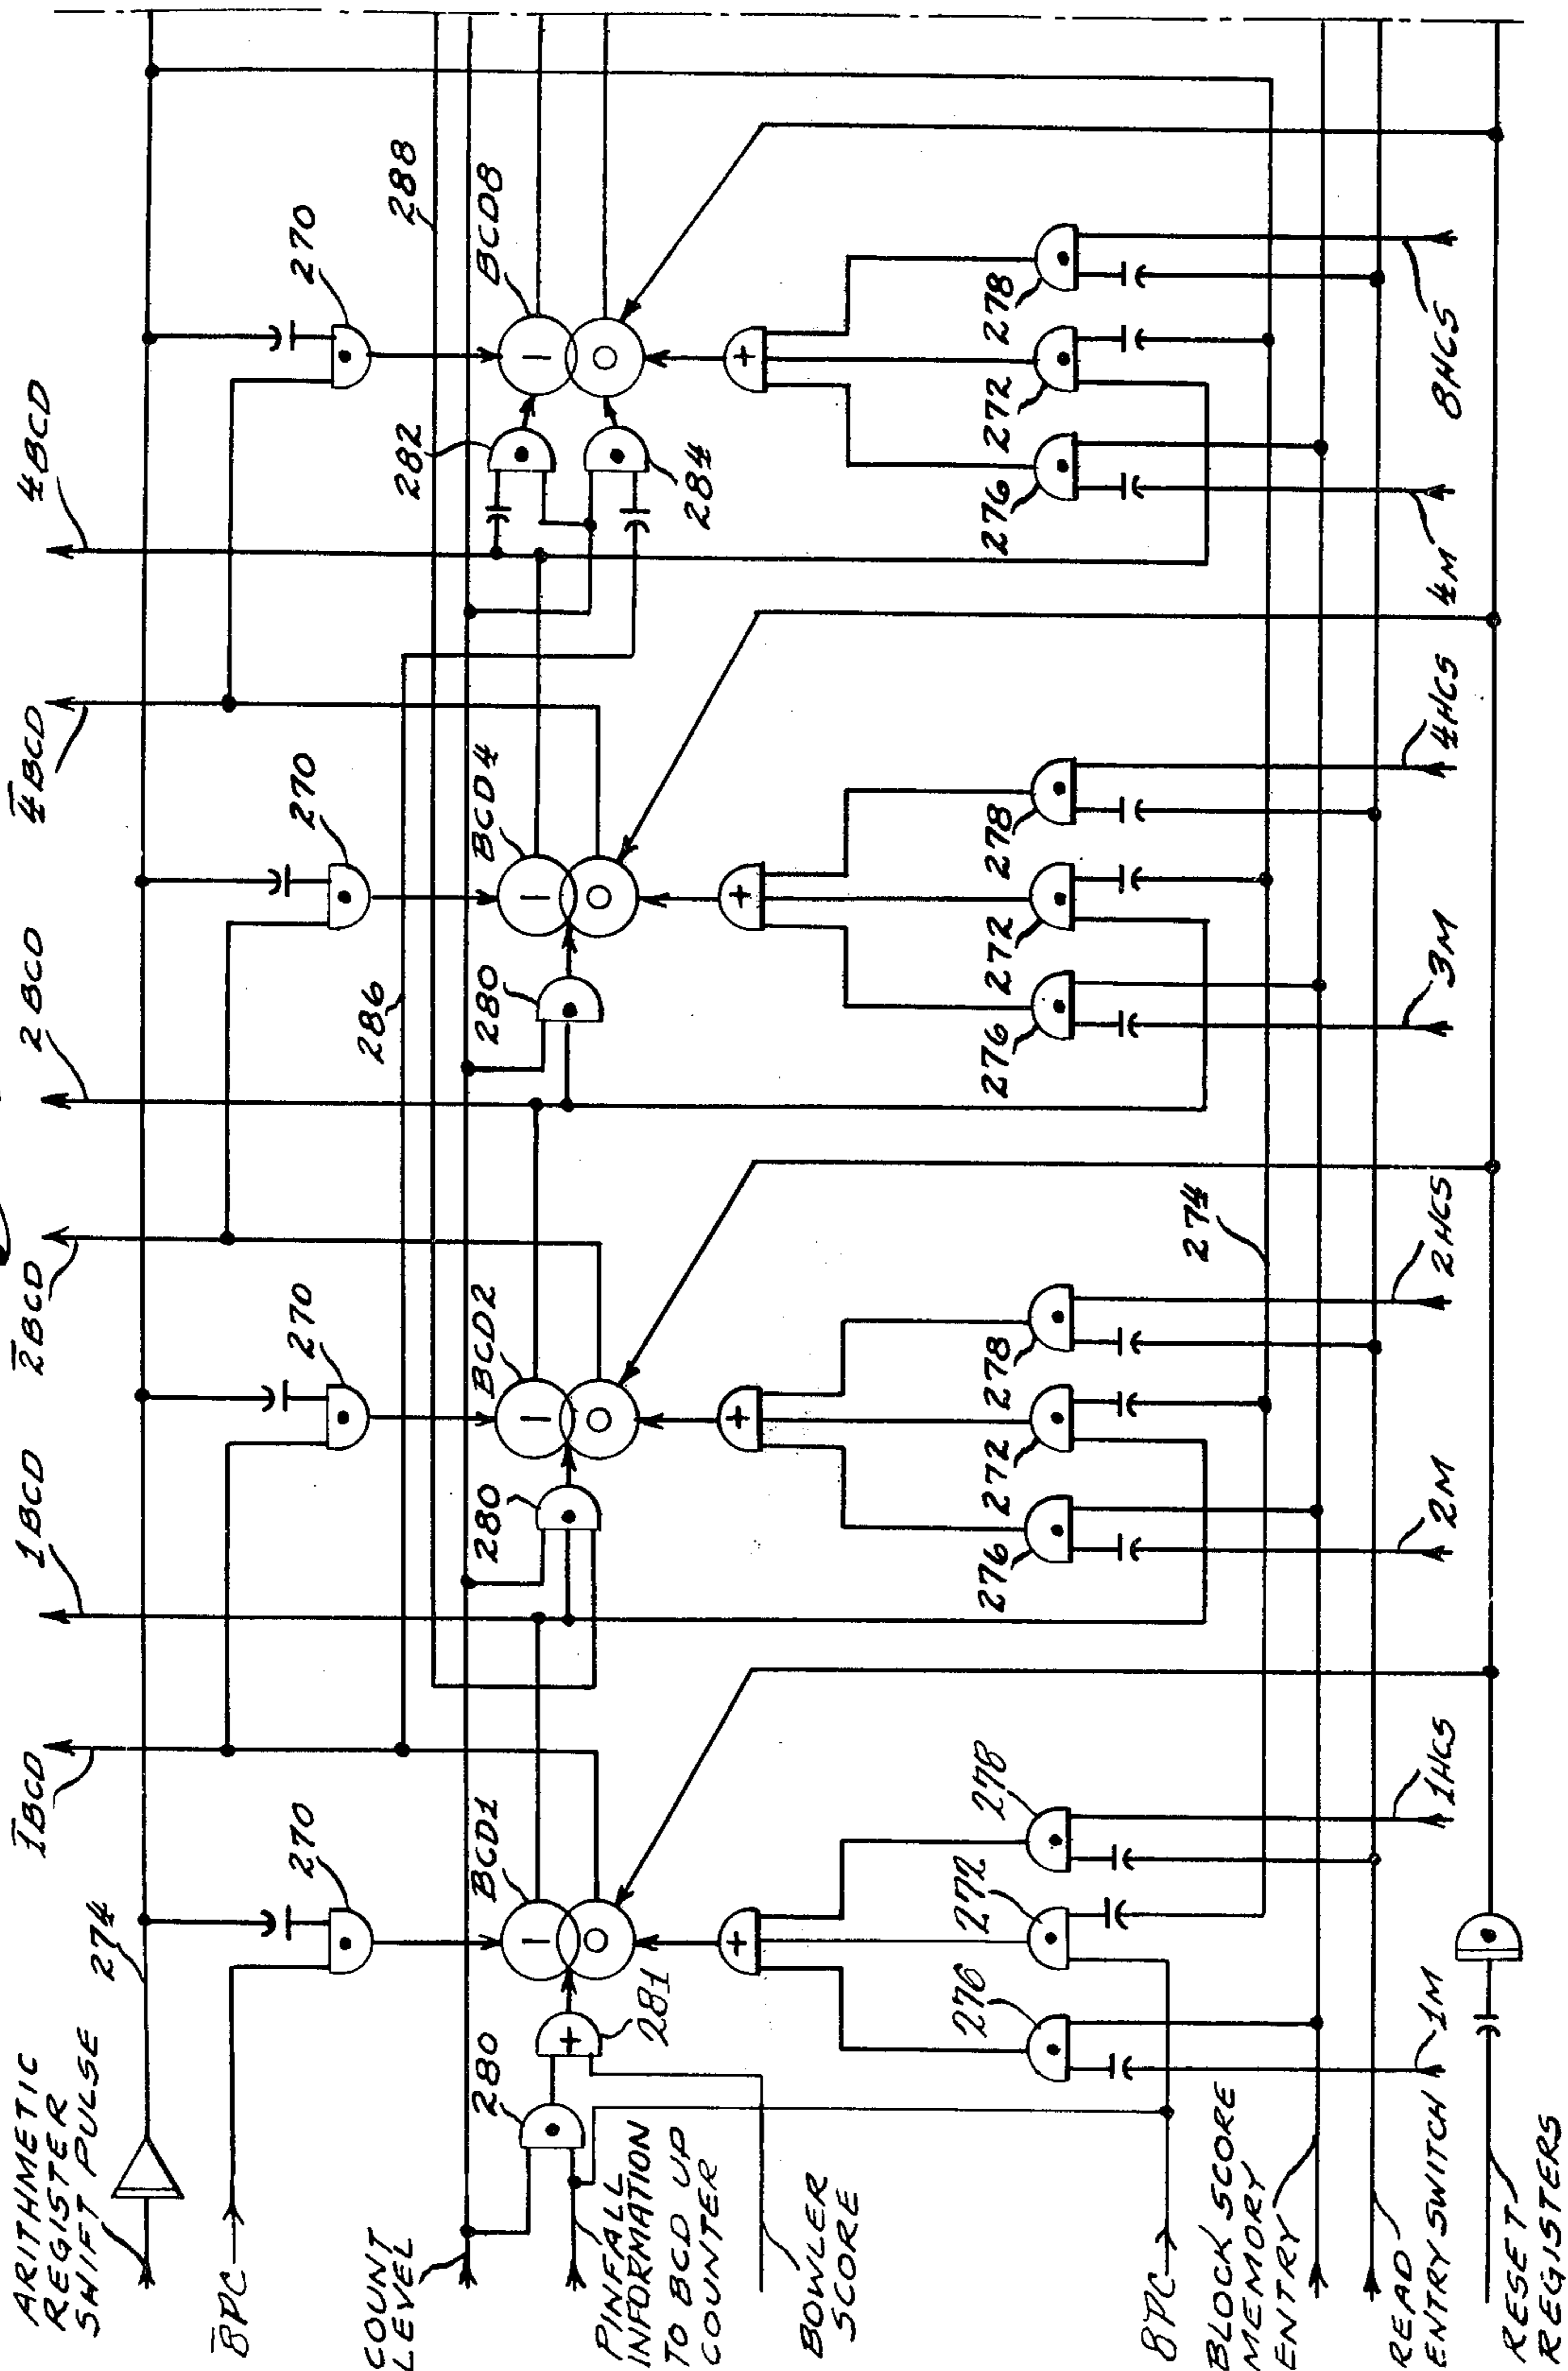 ARITHMETIC
REGISTER
SHIFT PULSE
1̅BCD
1BCD
2̅BCD
2BCD
4̅BCD
4BCD
274
270
270
270
270
8̅PC
286
288
COUNT
LEVEL
280
BCD1
280
BCD2
280
BCD4
282
BCD8
281
284
PINFALL
INFORMATION
TO BCD UP
COUNTER
BOWLER
SCORE
276
272
278
276
272
278
276
272
278
276
272
278
8PC
274
BLOCK SCORE
MEMORY
ENTRY
READ
ENTRY SWITCH
1M
1HCS
2M
2HCS
3M
4HCS
4M
8HCS
RESET
REGISTERS